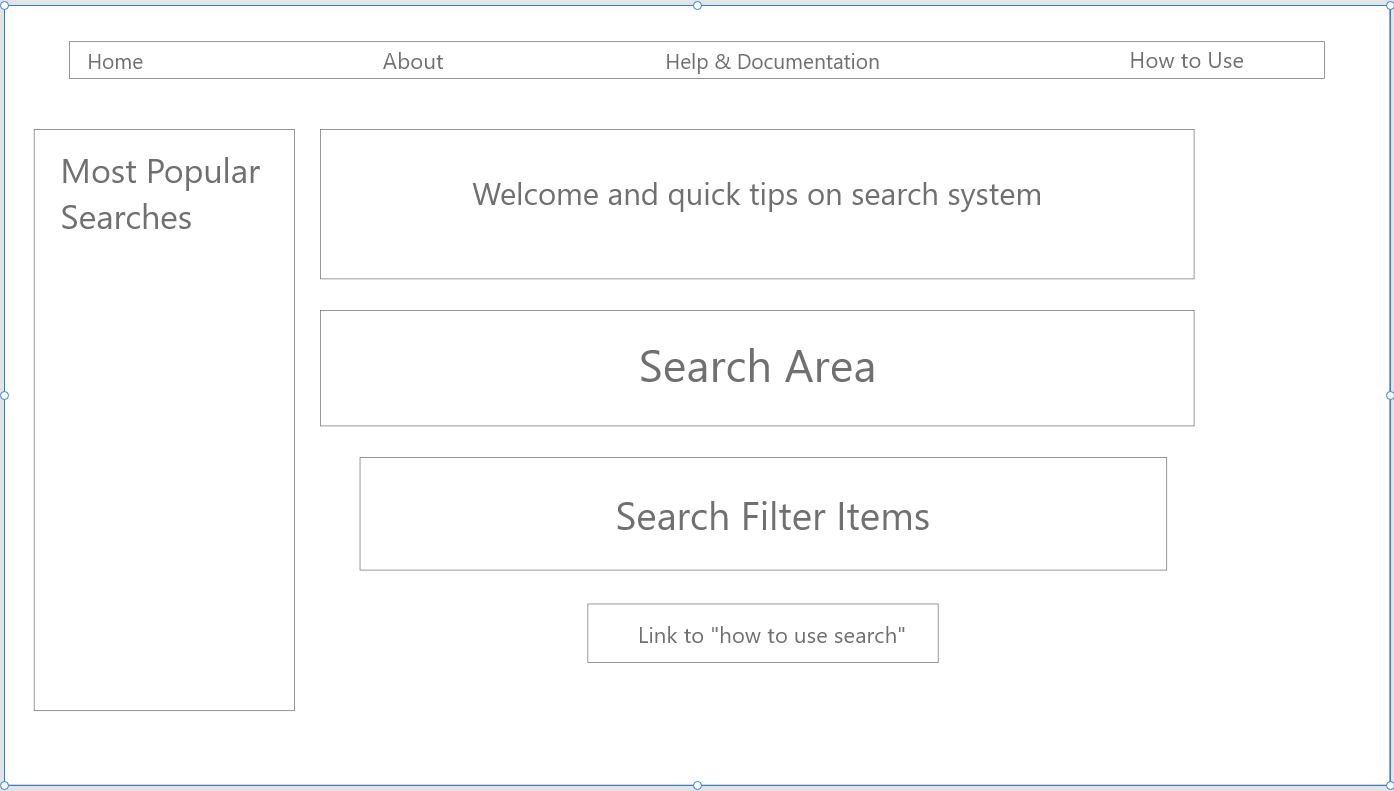 Home About Help & Documentation How to Use
Most Popular
Searches
Welcome and quick tips on search system
Search Area
Search Filter Items
Link to "how to use search"